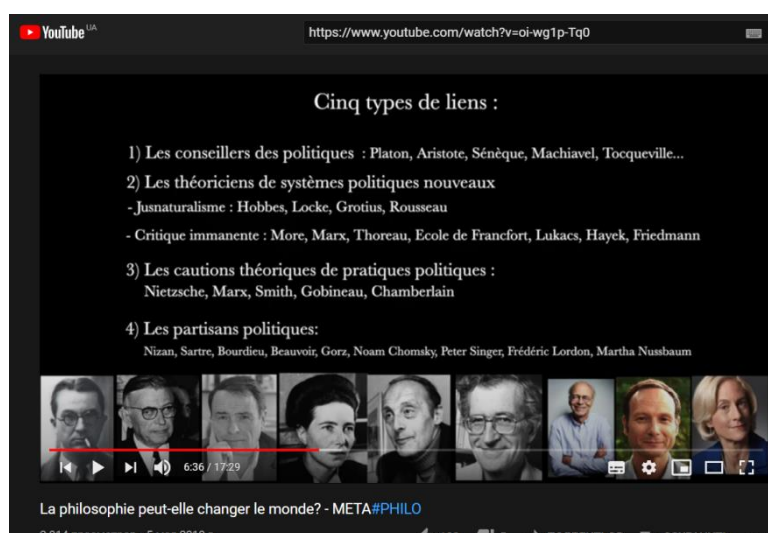 YouTube UA
https://www.youtube.com/watch?v=oi-wg1p-Tq0
Cinq types de liens :
1) Les conseillers des politiques : Platon, Aristote, Sénèque, Machiavel, Tocqueville...
2) Les théoriciens de systèmes politiques nouveaux
- Jusnaturalisme : Hobbes, Locke, Grotius, Rousseau
- Critique immanente : More, Marx, Thoreau, Ecole de Francfort, Lukacs, Hayek, Friedmann
3) Les cautions théoriques de pratiques politiques :
Nietzsche, Marx, Smith, Gobineau, Chamberlain
4) Les partisans politiques:
Nizan, Sartre, Bourdieu, Beauvoir, Gorz, Noam Chomsky, Peter Singer, Frédéric Lordon, Martha Nussbaum
6:36 / 17:29
La philosophie peut-elle changer le monde? - META#PHILO